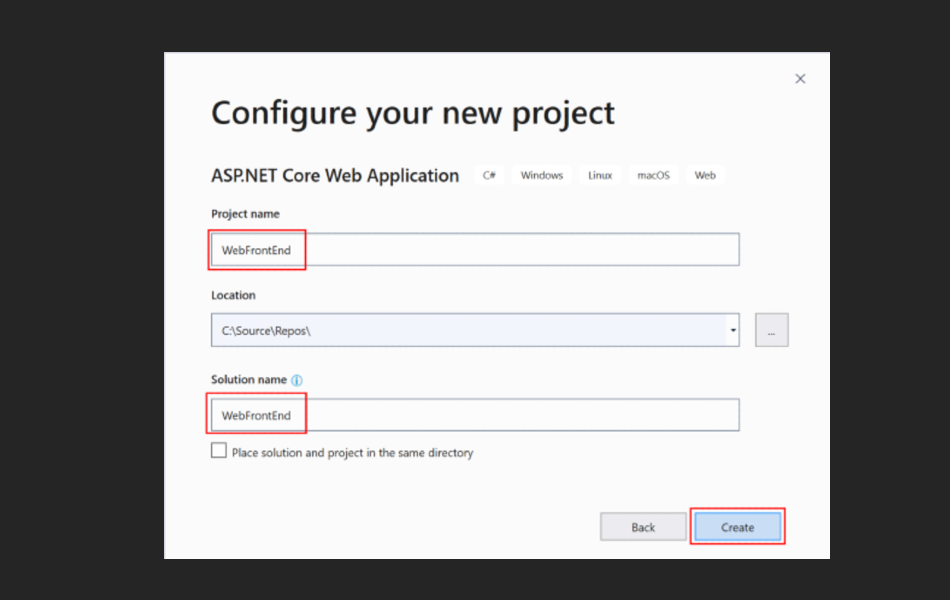 Configure your new project
ASP.NET Core Web Application C# Windows Linux macOS Web
Project name
WebFrontEnd
Location
C:\Source\Repos\
...
Solution name
WebFrontEnd
Place solution and project in the same directory
Back Create